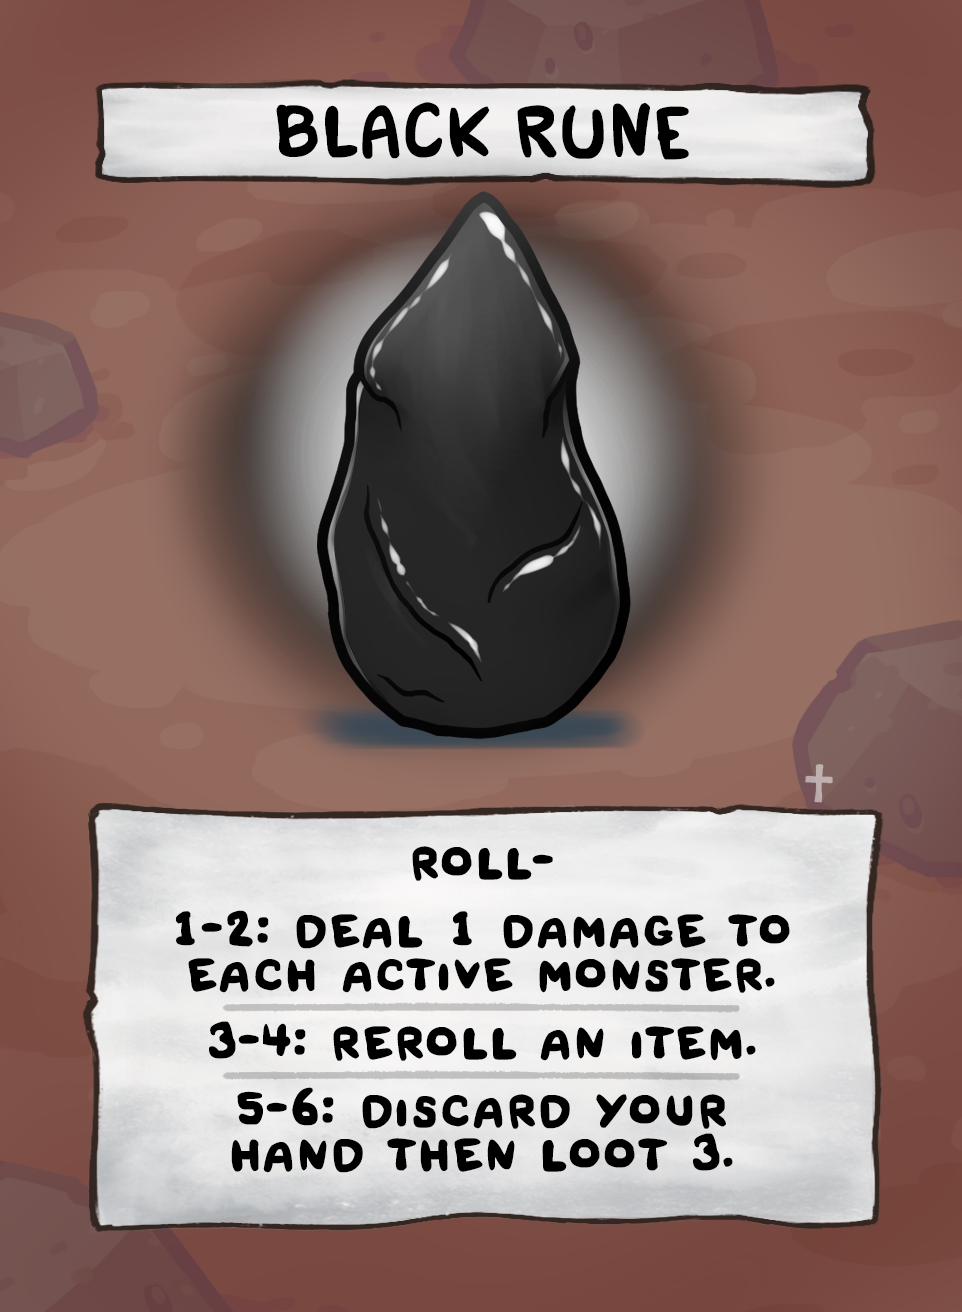 BLACK RUNE
ROLL-
1-2: DEAL 1 DAMAGE TO
EACH ACTIVE MONSTER.
3-4: REROLL AN ITEM.
5-6: DISCARD YOUR
HAND THEN LOOT 3.